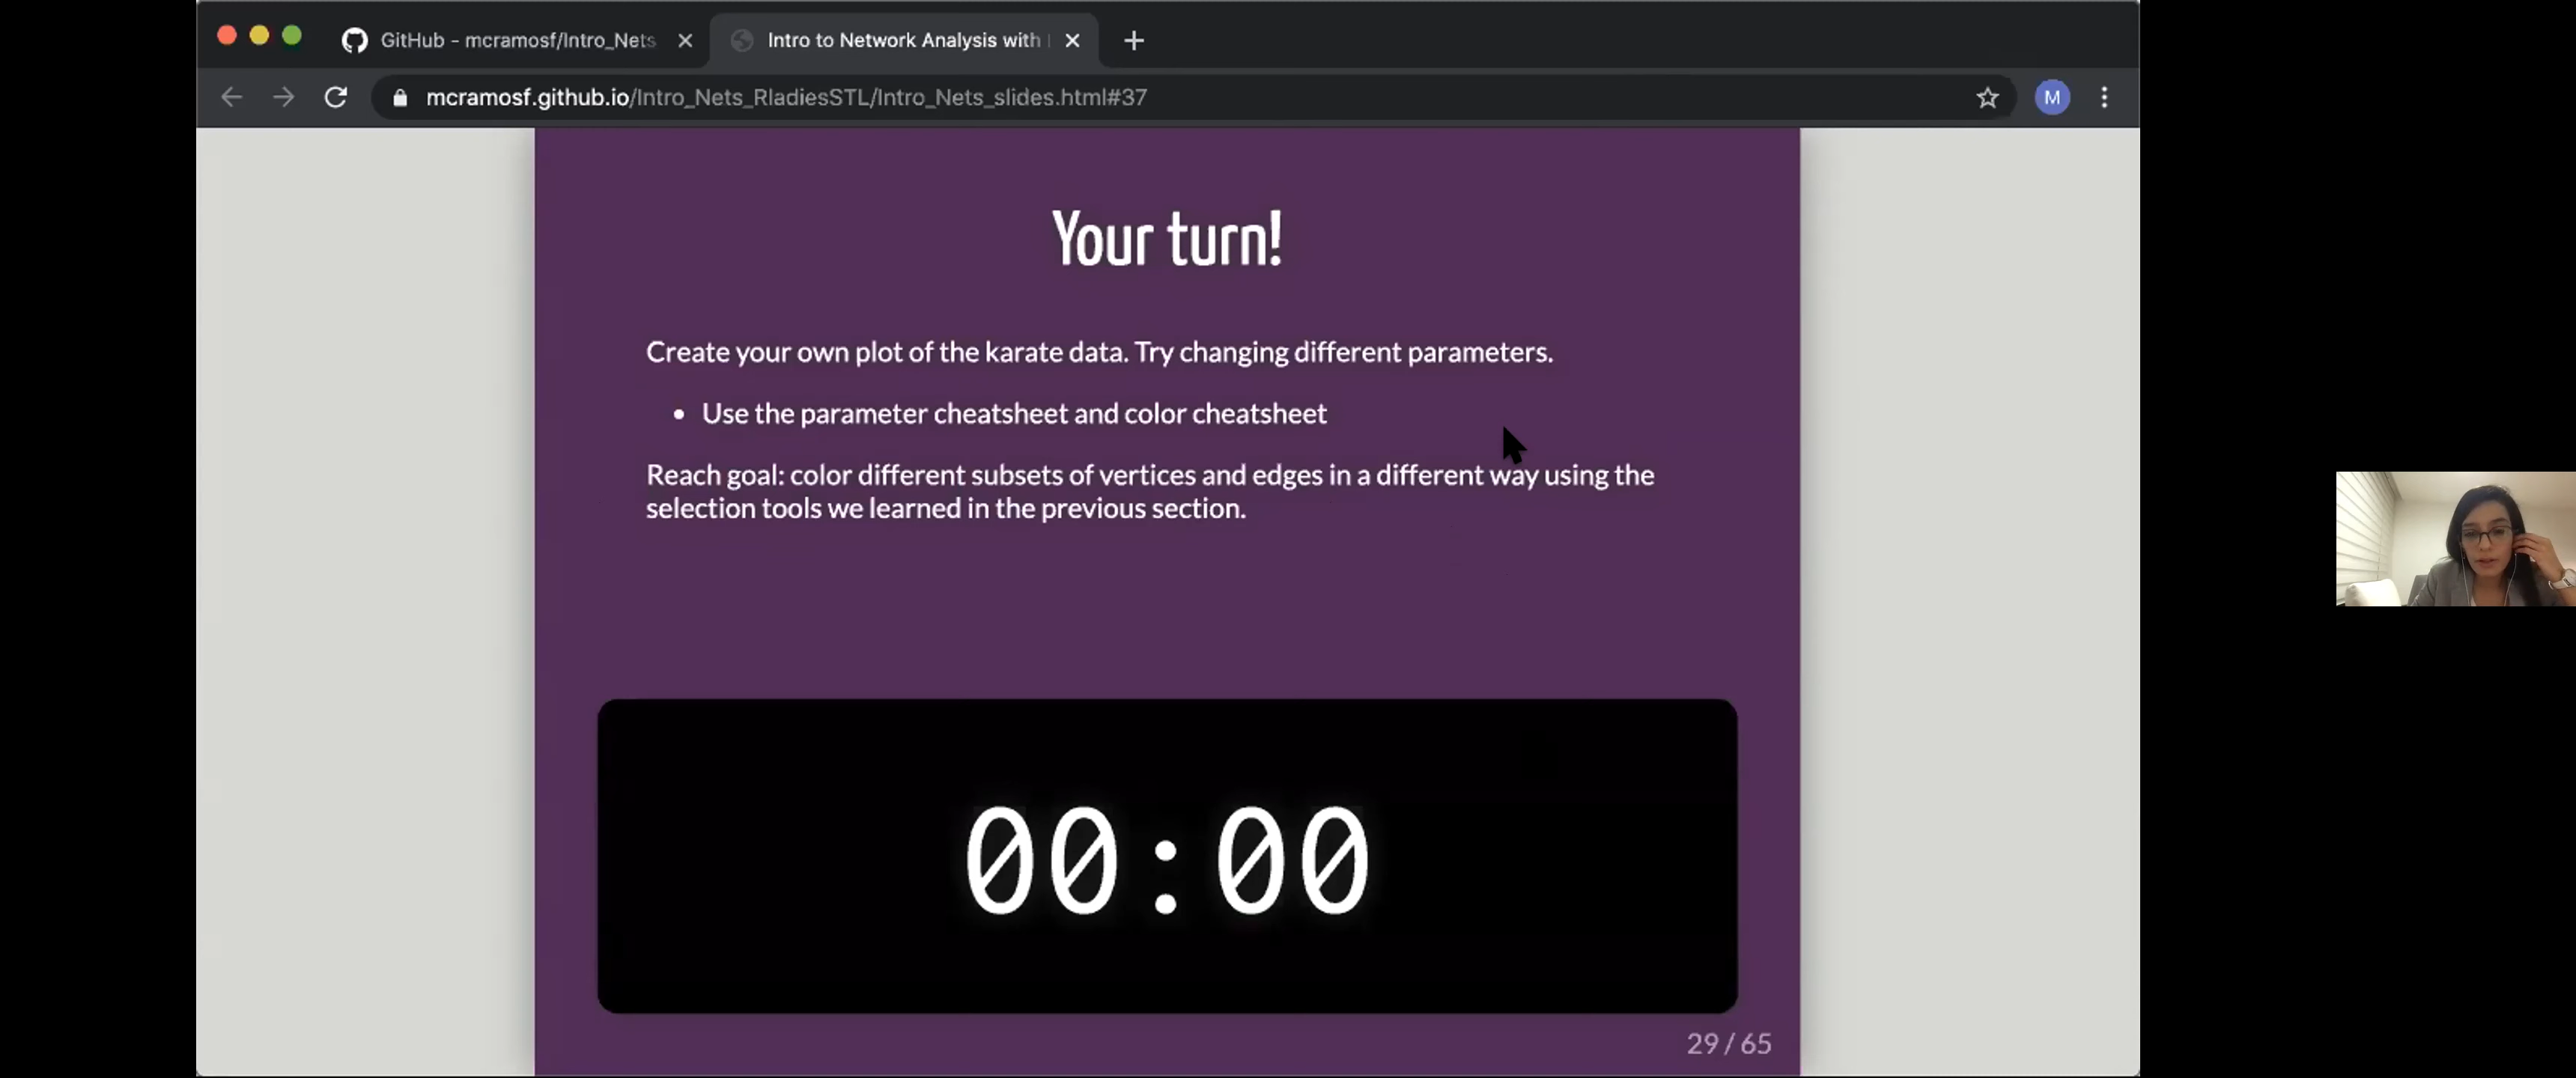 GitHub - mcramosf/Intro_Nets
Intro to Network Analysis with
mcramosf.github.io/Intro_Nets_RladiesSTL/Intro_Nets_slides.html#37
M
Your turn!
Create your own plot of the karate data. Try changing different parameters.
• Use the parameter cheatsheet and color cheatsheet
Reach goal: color different subsets of vertices and edges in a different way using the
selection tools we learned in the previous section.
00:00
29 / 65